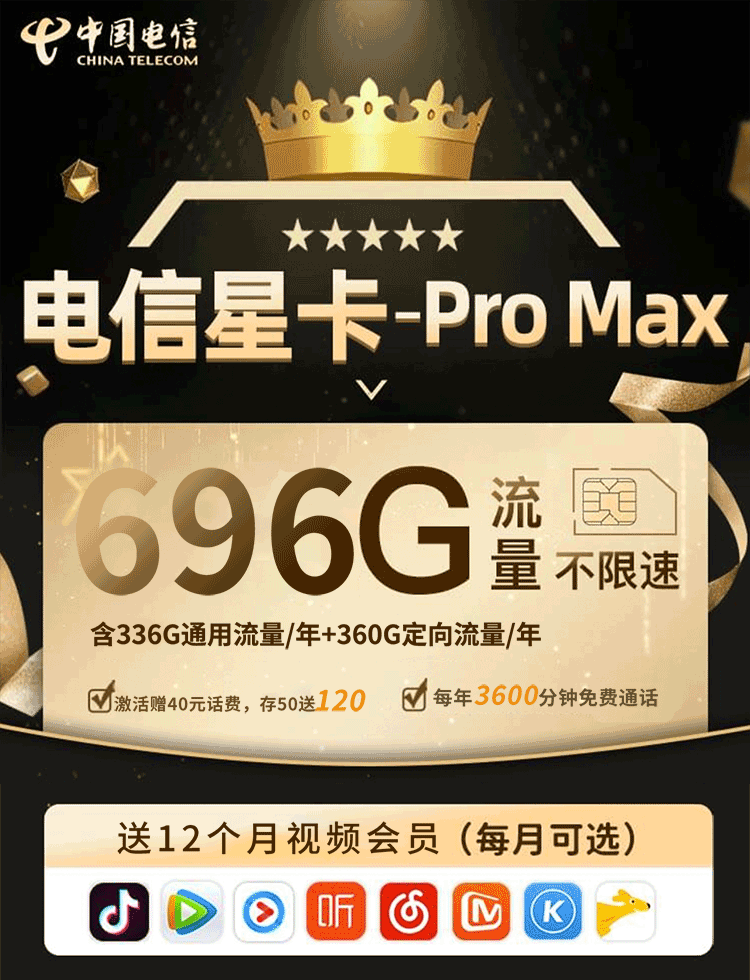 中国电信
CHINA TELECOM
电信星卡-Pro Max
696G流量不限速
含336G通用流量/年+360G定向流量/年
激活赠40元话费，存50送120 每年3600分钟免费通话
送12个月视频会员（每月可选）
听 K